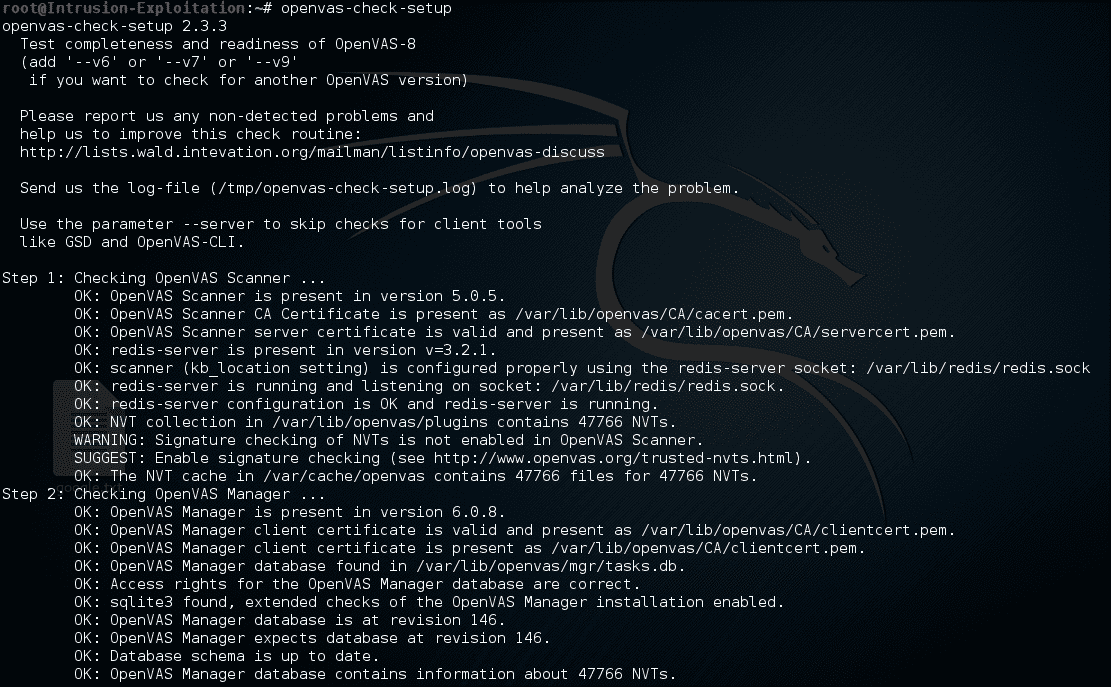 root@Intrusion-Exploitation:~# openvas-check-setup
openvas-check-setup 2.3.3
  Test completeness and readiness of OpenVAS-8
  (add '--v6' or '--v7' or '--v9'
   if you want to check for another OpenVAS version)

  Please report us any non-detected problems and
  help us to improve this check routine:
  http://lists.wald.intevation.org/mailman/listinfo/openvas-discuss

  Send us the log-file (/tmp/openvas-check-setup.log) to help analyze the problem.

  Use the parameter --server to skip checks for client tools
  like GSD and OpenVAS-CLI.

Step 1: Checking OpenVAS Scanner ...
        OK: OpenVAS Scanner is present in version 5.0.5.
        OK: OpenVAS Scanner CA Certificate is present as /var/lib/openvas/CA/cacert.pem.
        OK: OpenVAS Scanner server certificate is valid and present as /var/lib/openvas/CA/servercert.pem.
        OK: redis-server is present in version v=3.2.1.
        OK: scanner (kb_location setting) is configured properly using the redis-server socket: /var/lib/redis/redis.sock
        OK: redis-server is running and listening on socket: /var/lib/redis/redis.sock.
        OK: redis-server configuration is OK and redis-server is running.
        OK: NVT collection in /var/lib/openvas/plugins contains 47766 NVTs.
        WARNING: Signature checking of NVTs is not enabled in OpenVAS Scanner.
        SUGGEST: Enable signature checking (see http://www.openvas.org/trusted-nvts.html).
        OK: The NVT cache in /var/cache/openvas contains 47766 files for 47766 NVTs.
Step 2: Checking OpenVAS Manager ...
        OK: OpenVAS Manager is present in version 6.0.8.
        OK: OpenVAS Manager client certificate is valid and present as /var/lib/openvas/CA/clientcert.pem.
        OK: OpenVAS Manager client certificate is present as /var/lib/openvas/CA/clientcert.pem.
        OK: OpenVAS Manager database found in /var/lib/openvas/mgr/tasks.db.
        OK: Access rights for the OpenVAS Manager database are correct.
        OK: sqlite3 found, extended checks of the OpenVAS Manager installation enabled.
        OK: OpenVAS Manager database is at revision 146.
        OK: OpenVAS Manager expects database at revision 146.
        OK: Database schema is up to date.
        OK: OpenVAS Manager database contains information about 47766 NVTs.